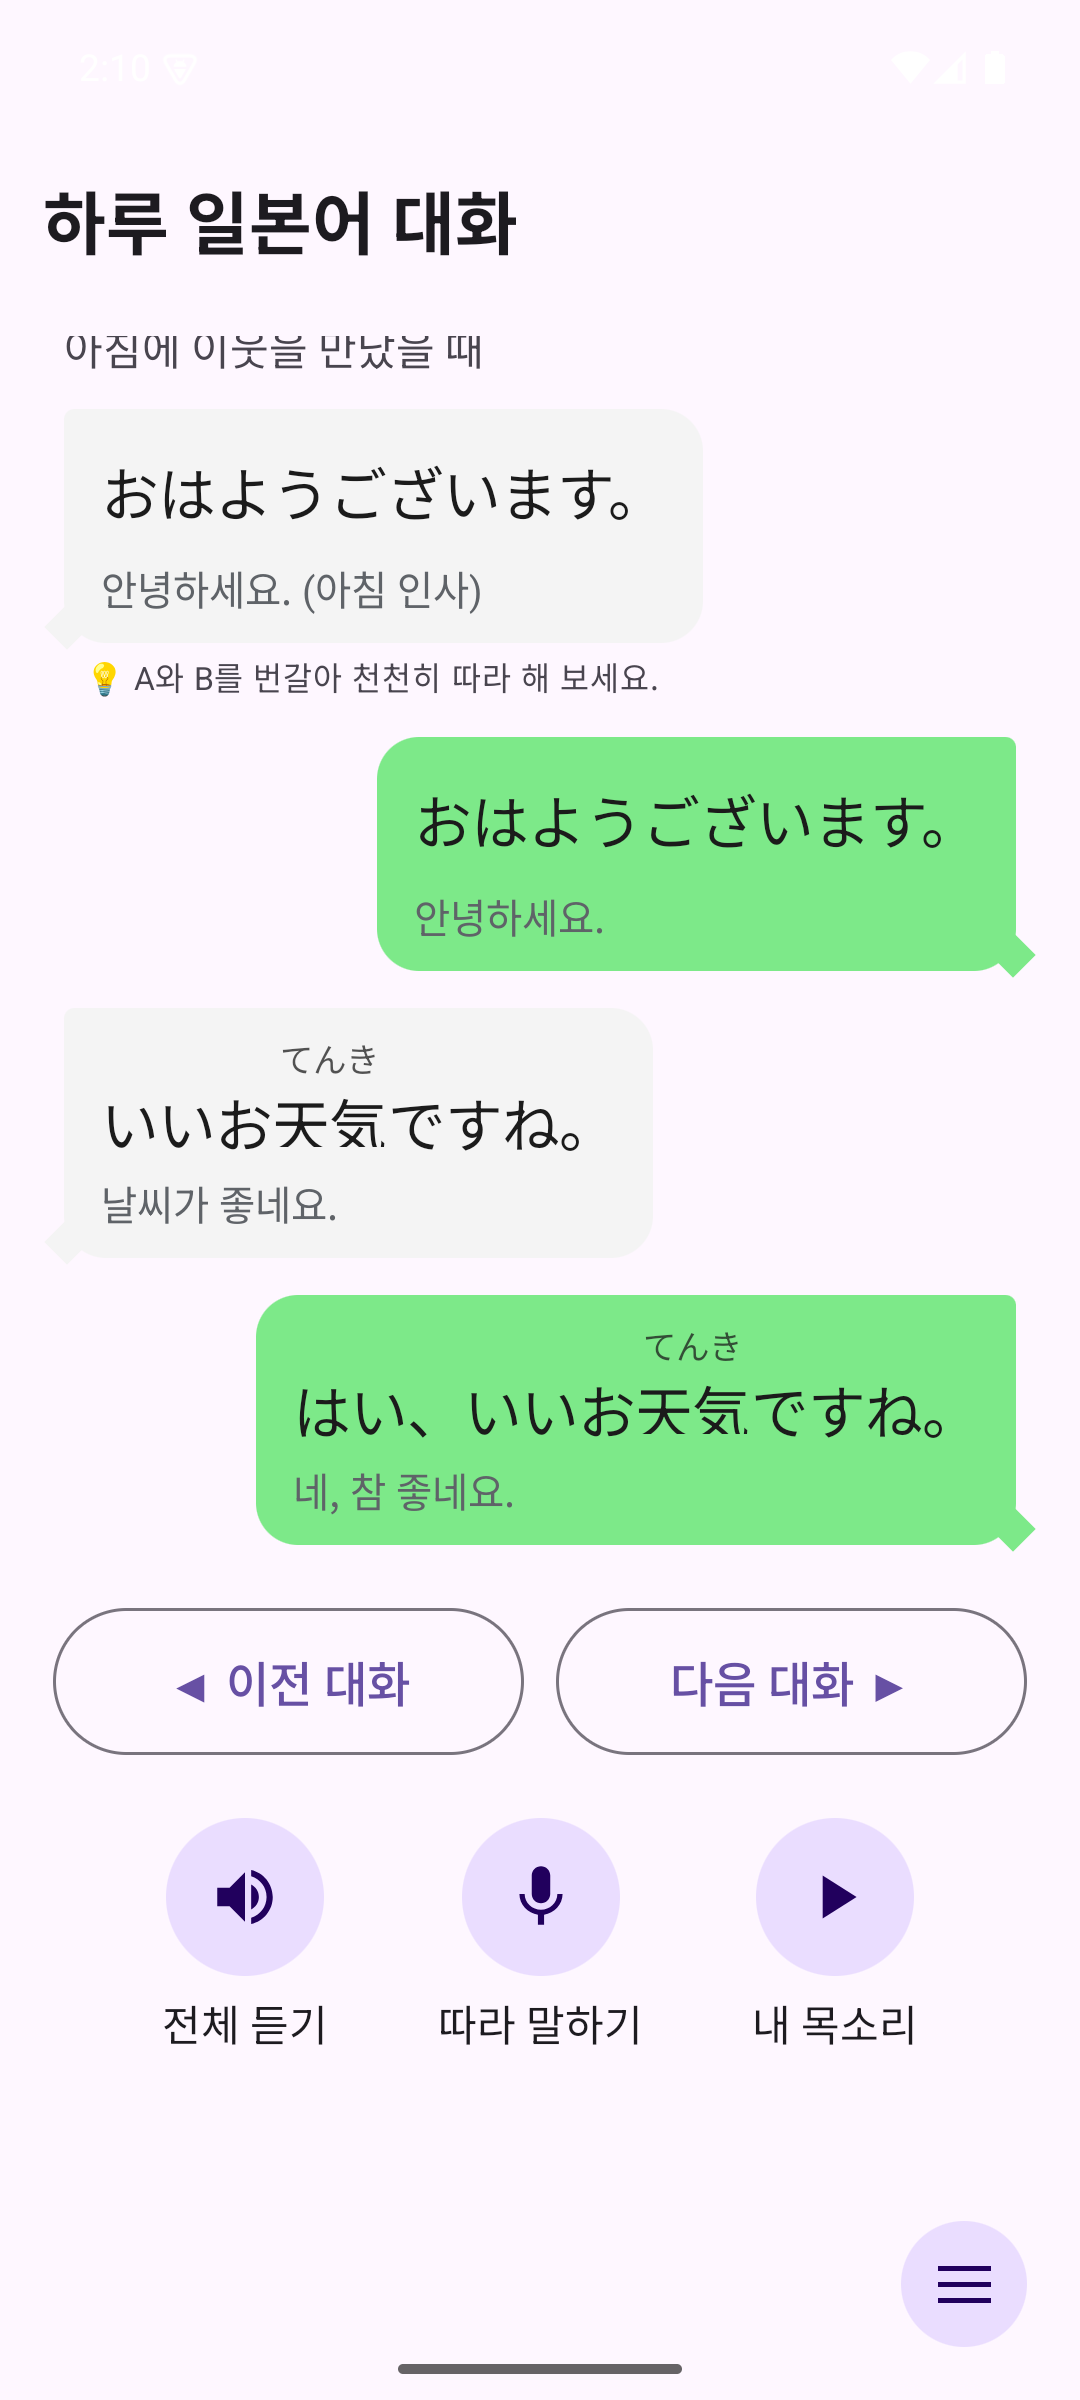 2:10
하루 일본어 대화
아침에 이웃을 만났을 때
おはようございます。
안녕하세요. (아침 인사)
💡 A와 B를 번갈아 천천히 따라 해 보세요.
おはようございます。
안녕하세요.
てんき
いいお天気ですね。
날씨가 좋네요.
てんき
はい、いいお天気ですね。
네, 참 좋네요.
◀ 이전 대화
다음 대화 ▶
전체 듣기
따라 말하기
내 목소리